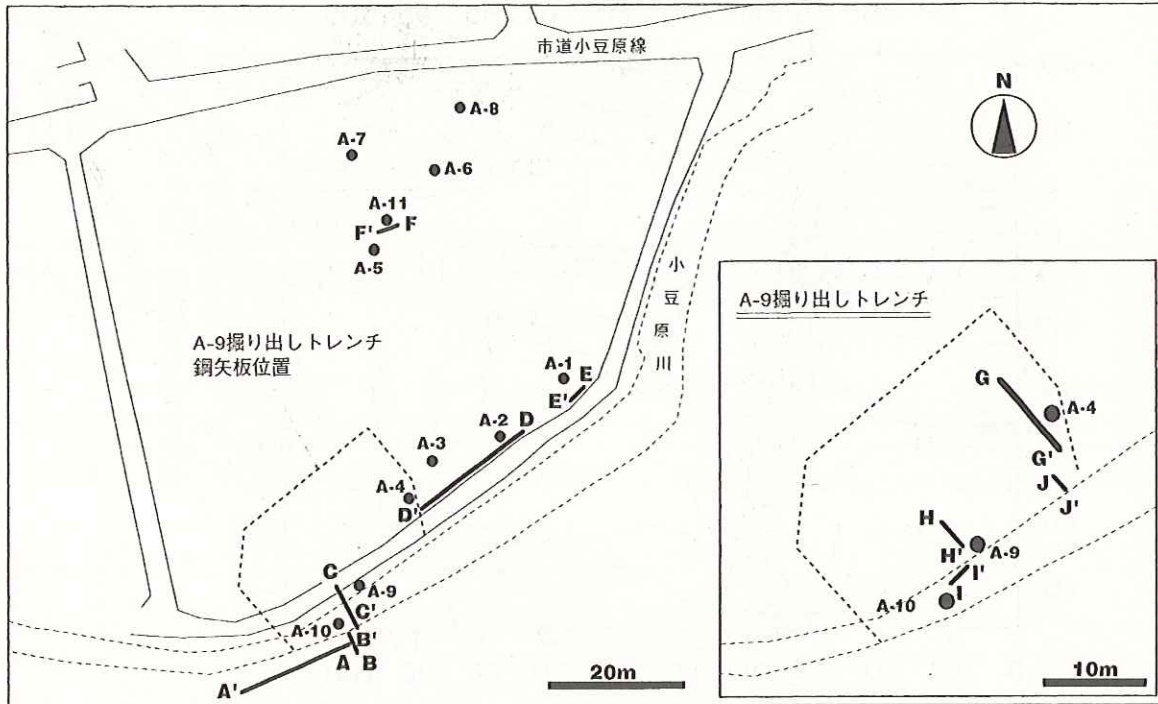 市道小豆原線
N
A-8
A-7
A-6
A-11
F' F
A-5
小豆原川
A-9掘り出しトレンチ
鋼矢板位置
A-1
E
E'
A-2
D
A-3
A-4
D'
C
A-9
C'
A-10
B'
A B
A'
20m
A-9掘り出しトレンチ
G
A-4
G'
J
J'
H
H'
A-9
I'
I
A-10
10m